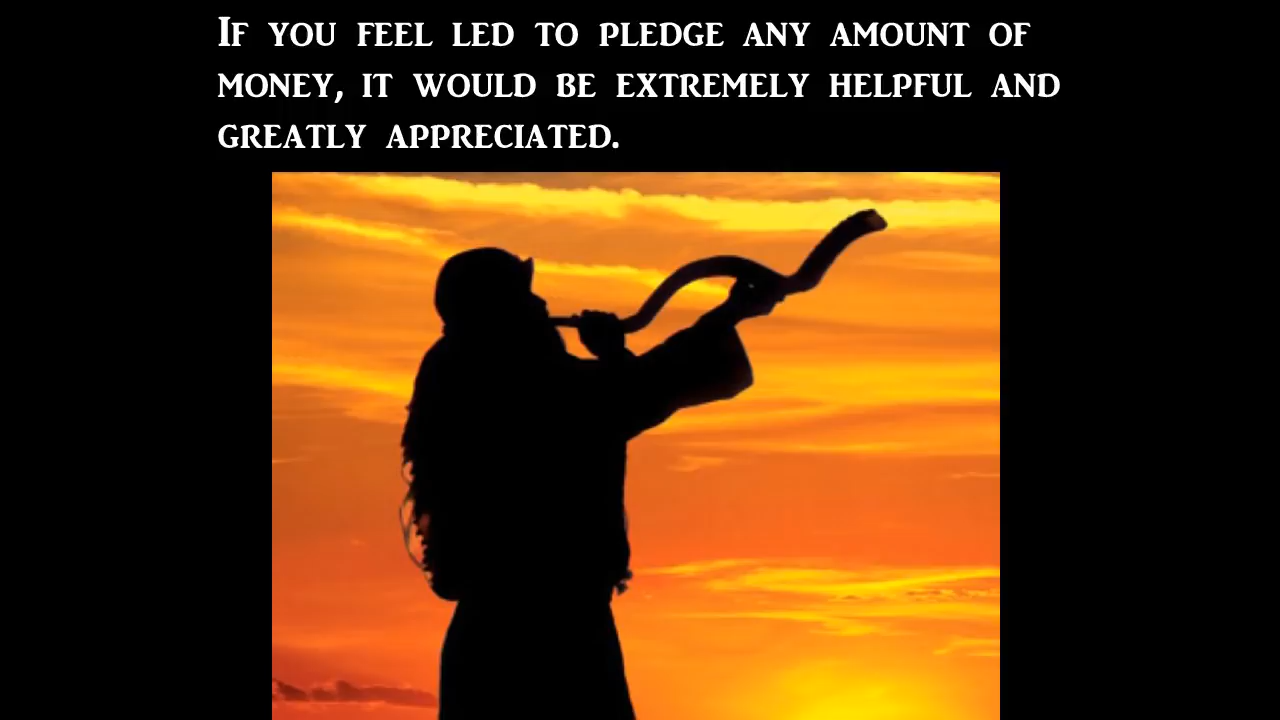 If you feel led to pledge any amount of
money, it would be extremely helpful and
greatly appreciated.